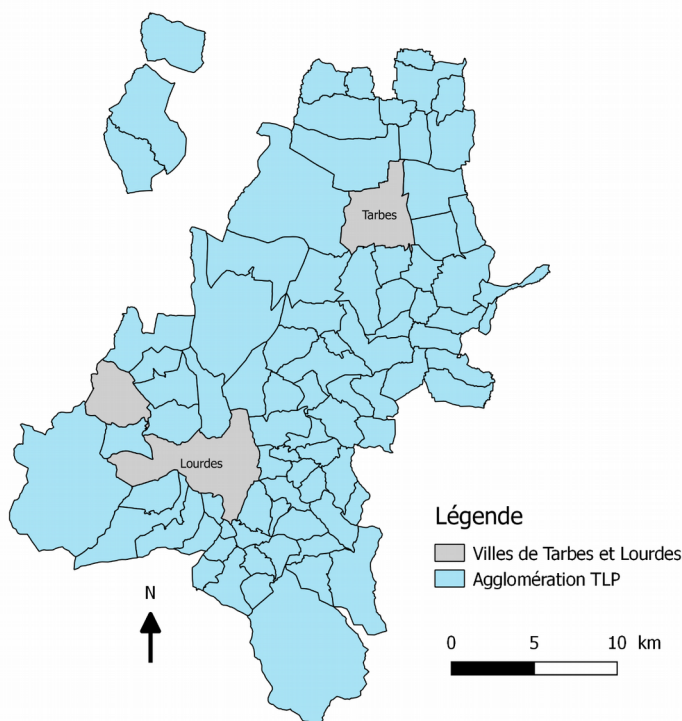 Tarbes
Lourdes
Légende
Villes de Tarbes et Lourdes
Agglomération TLP
N
0 5 10 km